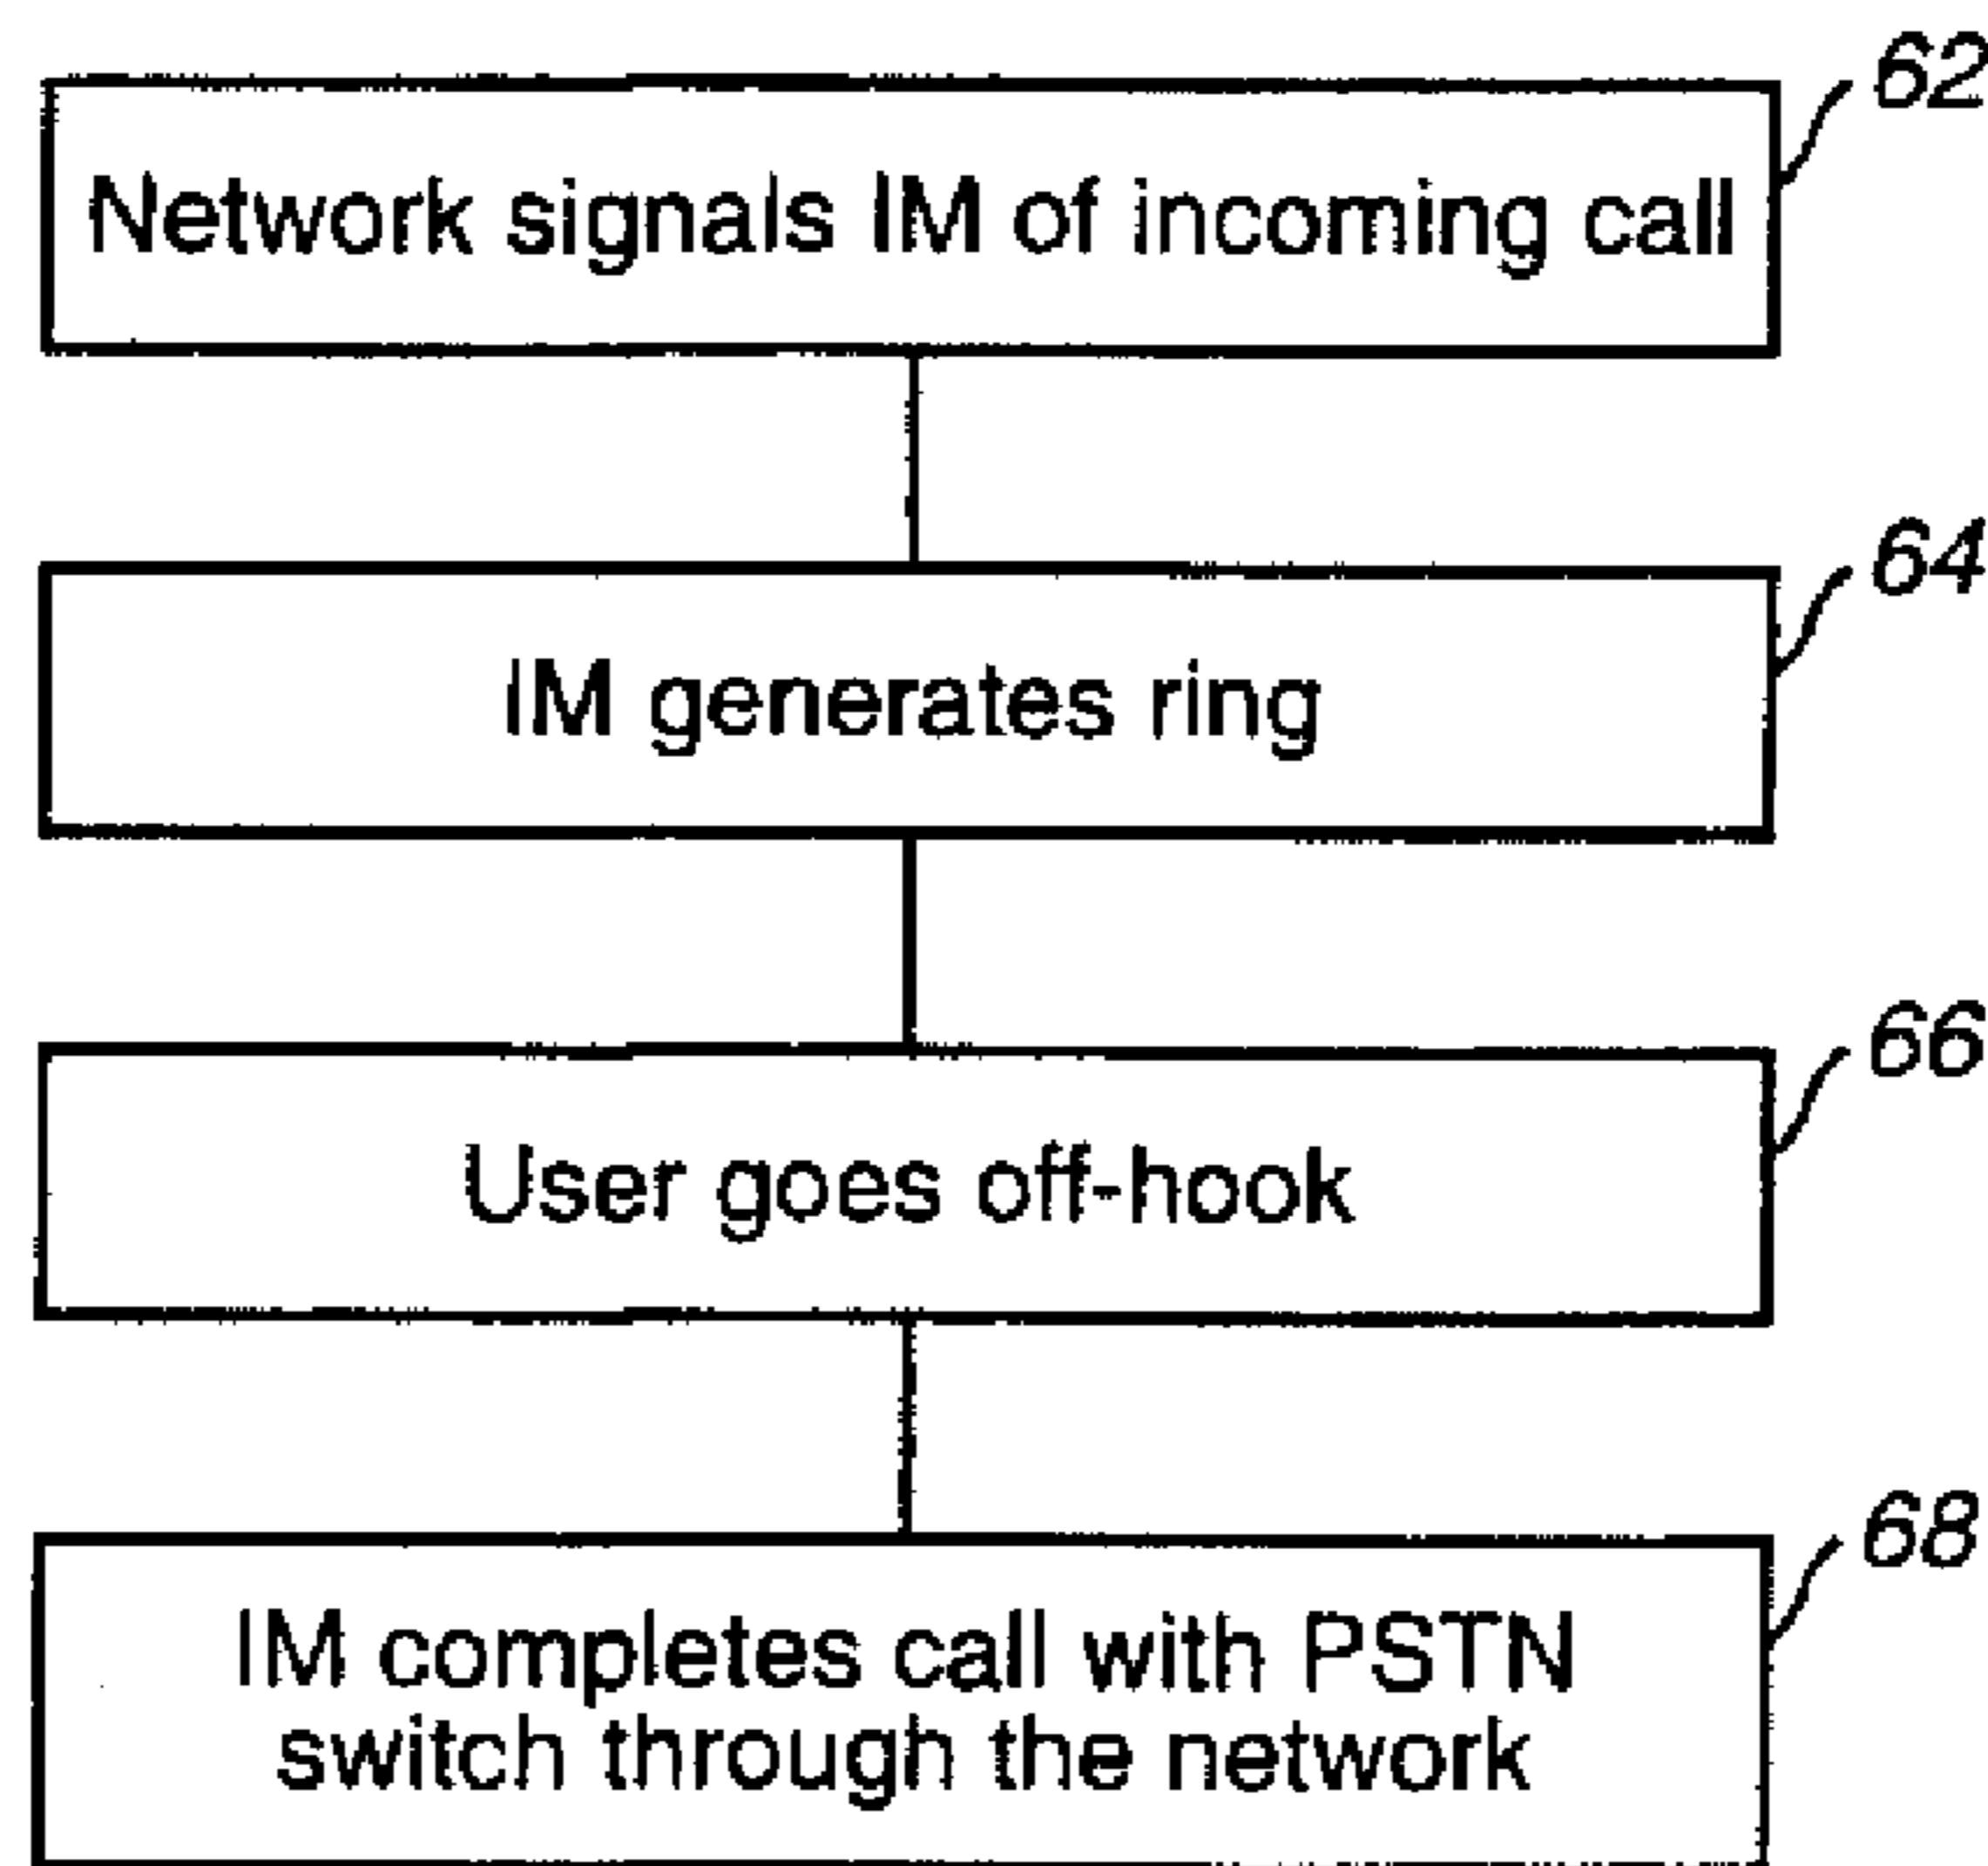 62
Network signals IM of incoming call
64
IM generates ring
66
User goes off-hook
68
IM completes call with PSTN
switch through the network